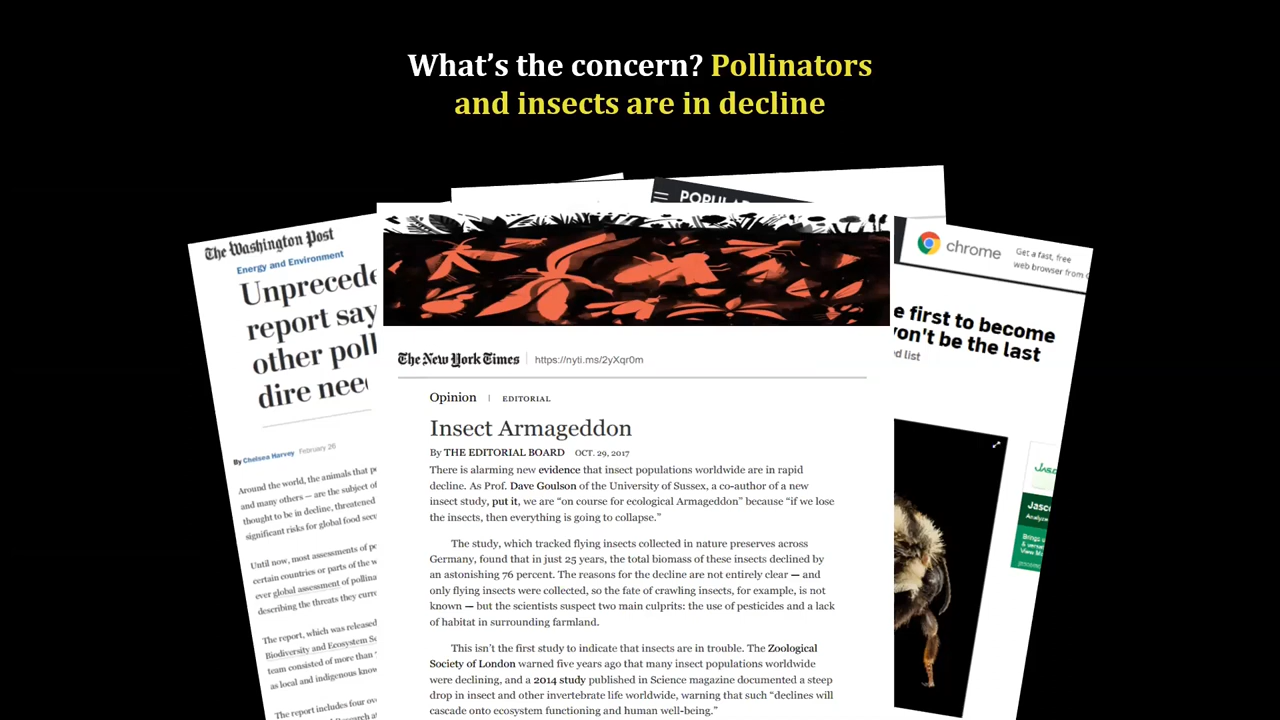 What's the concern? Pollinators
and insects are in decline
The Washington Post
Energy and Environment
report say
other
dire
By Chelsea Harvey February 26
Around the world, the animals that
and many others — are the subject of
thought to be in decline, threatened
significant risks for global food
Until now, most assessments of
certain countries or parts of the
ever global assessment of
describing the threats they
The report, which was released
Biodiversity and Ecosystem
team consisted of more than
as local and indigenous
The report includes four
The New York Times | https://nyti.ms/2yXqr0m
Opinion | EDITORIAL
Insect Armageddon
By THE EDITORIAL BOARD OCT. 29, 2017
There is alarming new evidence that insect populations worldwide are in rapid
decline. As Prof. Dave Goulson of the University of Sussex, a co-author of a new
insect study, put it, we are “on course for ecological Armageddon” because “if we lose
the insects, then everything is going to collapse.”
The study, which tracked flying insects collected in nature preserves across
Germany, found that in just 25 years, the total biomass of these insects declined by
an astonishing 76 percent. The reasons for the decline are not entirely clear — and
only flying insects were collected, so the fate of crawling insects, for example, is not
known — but the scientists suspect two main culprits: the use of pesticides and a lack
of habitat in surrounding farmland.
This isn't the first study to indicate that insects are in trouble. The Zoological
Society of London warned five years ago that many insect populations worldwide
were declining, and a 2014 study published in Science magazine documented a steep
drop in insect and other invertebrate life worldwide, warning that such “declines will
cascade onto ecosystem functioning and human well-being.”
chrome
Get a fast, free
web browser from
e first to become
on't be the last
list